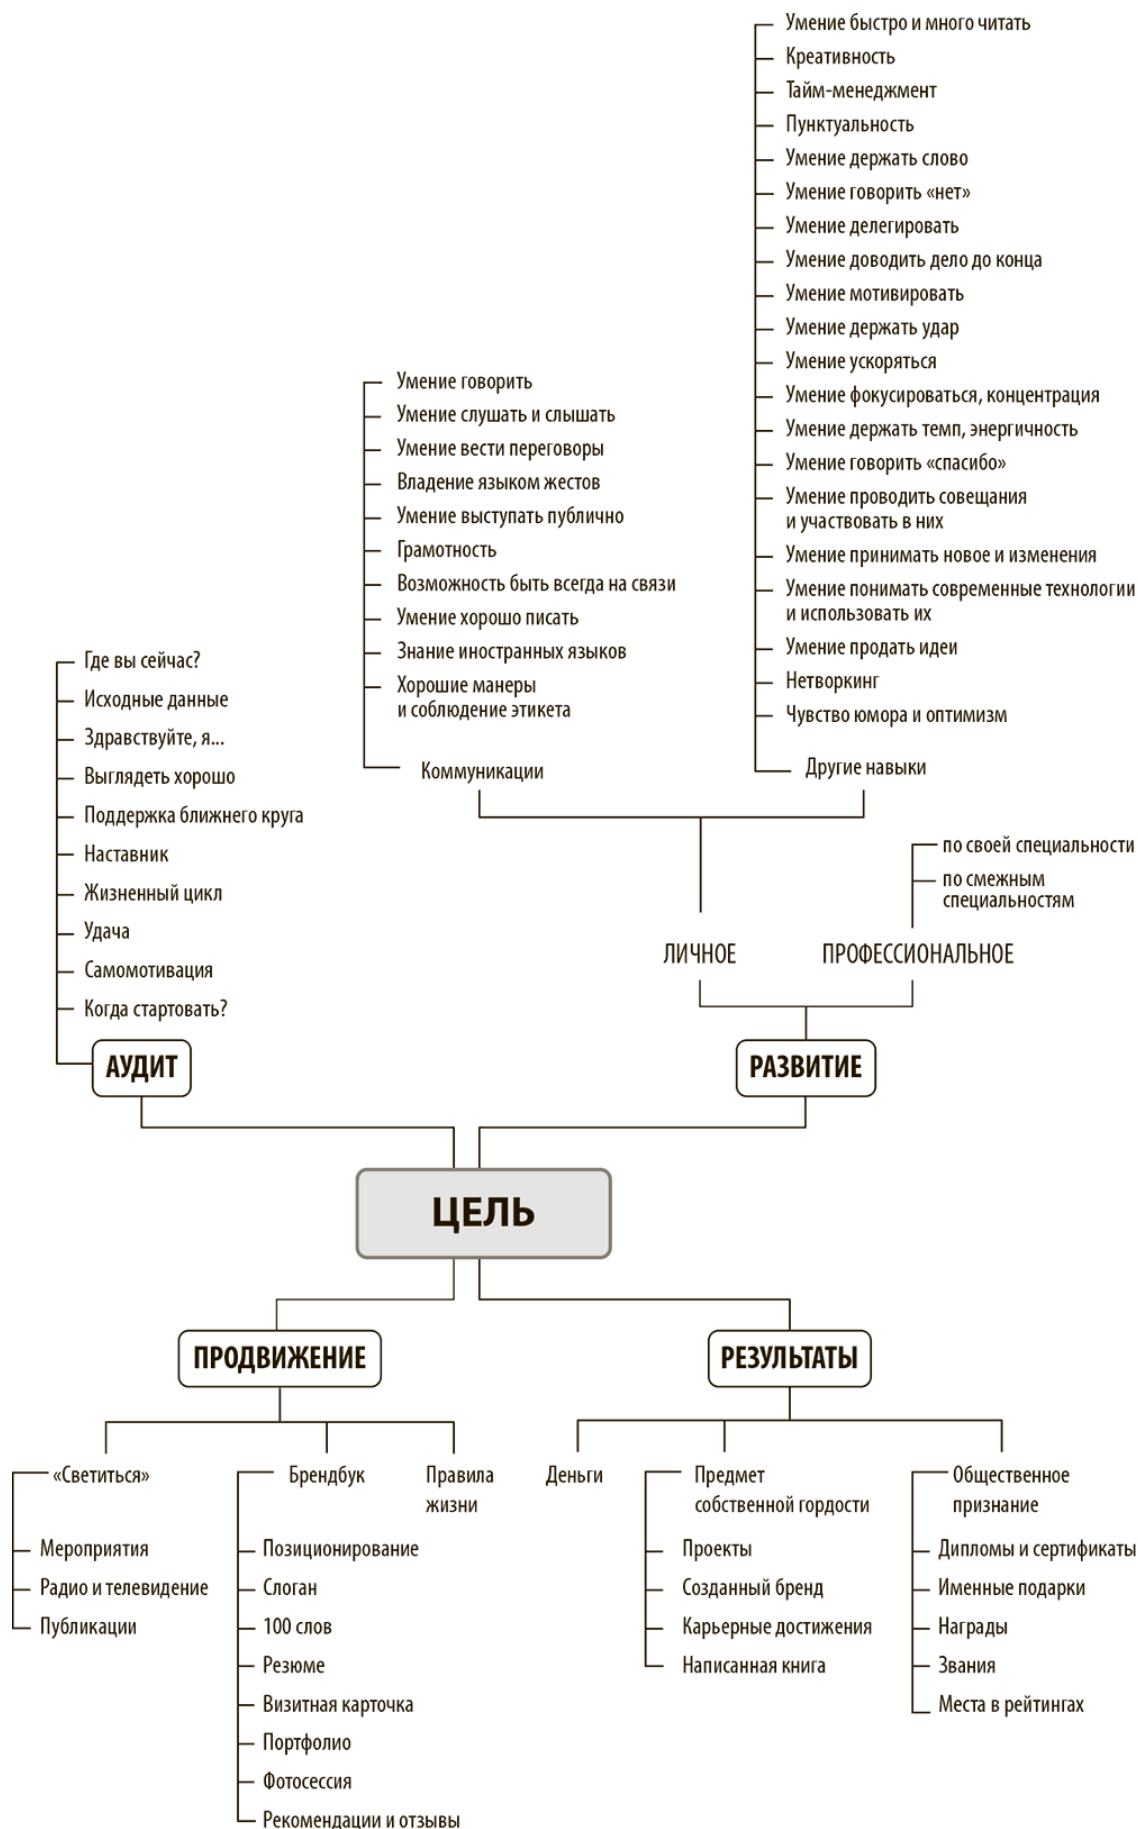 Умение быстро и много читать
Креативность
Тайм-менеджмент
Пунктуальность
Умение держать слово
Умение говорить «нет»
Умение делегировать
Умение доводить дело до конца
Умение мотивировать
Умение держать удар
Умение ускоряться
Умение фокусироваться, концентрация
Умение держать темп, энергичность
Умение говорить «спасибо»
Умение проводить совещания
и участвовать в них
Умение принимать новое и изменения
Умение понимать современные технологии
и использовать их
Умение продать идеи
Нетворкинг
Чувство юмора и оптимизм
Другие навыки
Умение говорить
Умение слушать и слышать
Умение вести переговоры
Владение языком жестов
Умение выступать публично
Грамотность
Возможность быть всегда на связи
Умение хорошо писать
Знание иностранных языков
Хорошие манеры
и соблюдение этикета
Коммуникации
Где вы сейчас?
Исходные данные
Здравствуйте, я...
Выглядеть хорошо
Поддержка ближнего круга
Наставник
Жизненный цикл
Удача
Самомотивация
Когда стартовать?
АУДИТ
по своей специальности
по смежным
специальностям
ЛИЧНОЕ
ПРОФЕССИОНАЛЬНОЕ
РАЗВИТИЕ
ЦЕЛЬ
ПРОДВИЖЕНИЕ
РЕЗУЛЬТАТЫ
«Светиться»
Мероприятия
Радио и телевидение
Публикации
Брендбук
Позиционирование
Слоган
100 слов
Резюме
Визитная карточка
Портфолио
Фотосессия
Рекомендации и отзывы
Правила
жизни
Деньги
Предмет
собственной гордости
Проекты
Созданный бренд
Карьерные достижения
Написанная книга
Общественное
признание
Дипломы и сертификаты
Именные подарки
Награды
Звания
Места в рейтингах